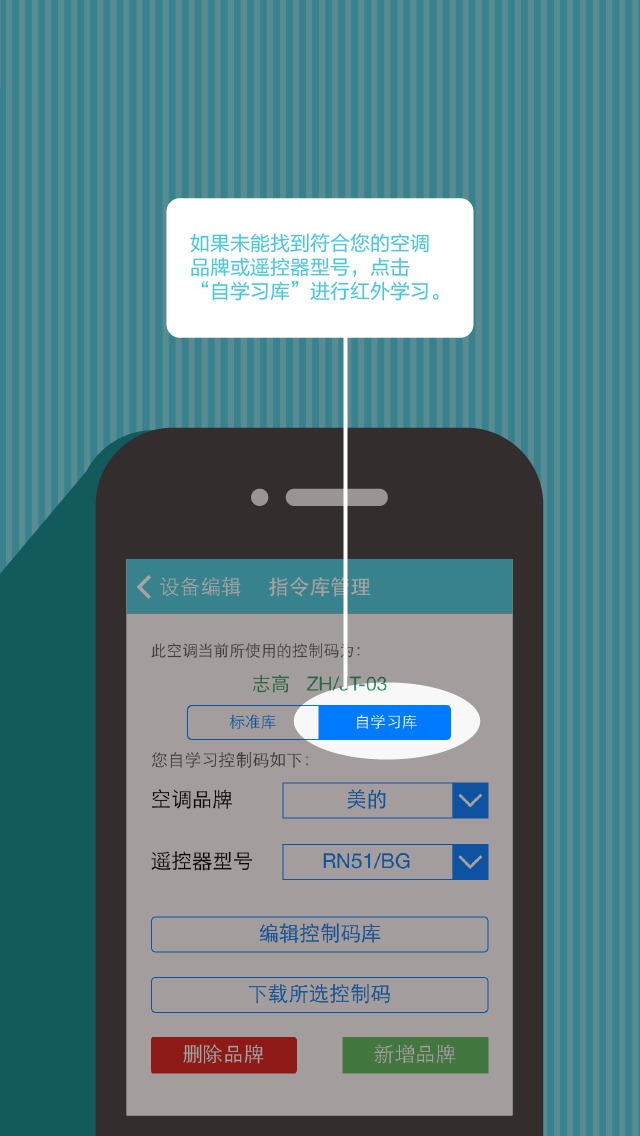 如果未能找到符合您的空调
品牌或遥控器型号，点击
“自学习库”进行红外学习。
设备编辑 指令库管理
此空调当前所使用的控制码为：
志高 ZH/JT-03
标准库 自学习库
您自学习控制码如下：
空调品牌 美的
遥控器型号 RN51/BG
编辑控制码库
下载所选控制码
删除品牌 新增品牌